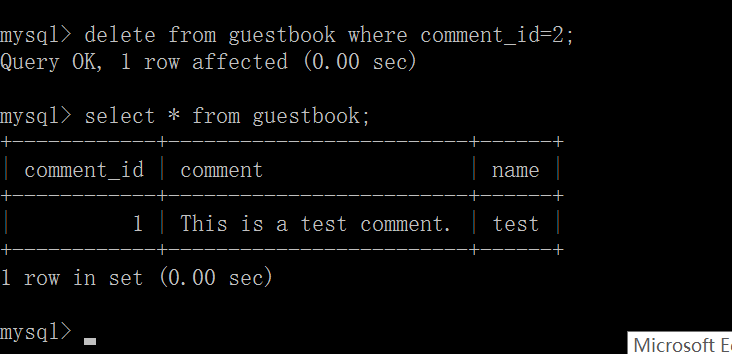 mysql> delete from guestbook where comment_id=2;
Query OK, 1 row affected (0.00 sec)
mysql> select * from guestbook;
+------------+-------------------------+------+
| comment_id | comment | name |
+------------+-------------------------+------+
| 1 | This is a test comment. | test |
+------------+-------------------------+------+
1 row in set (0.00 sec)
mysql>
Microsoft